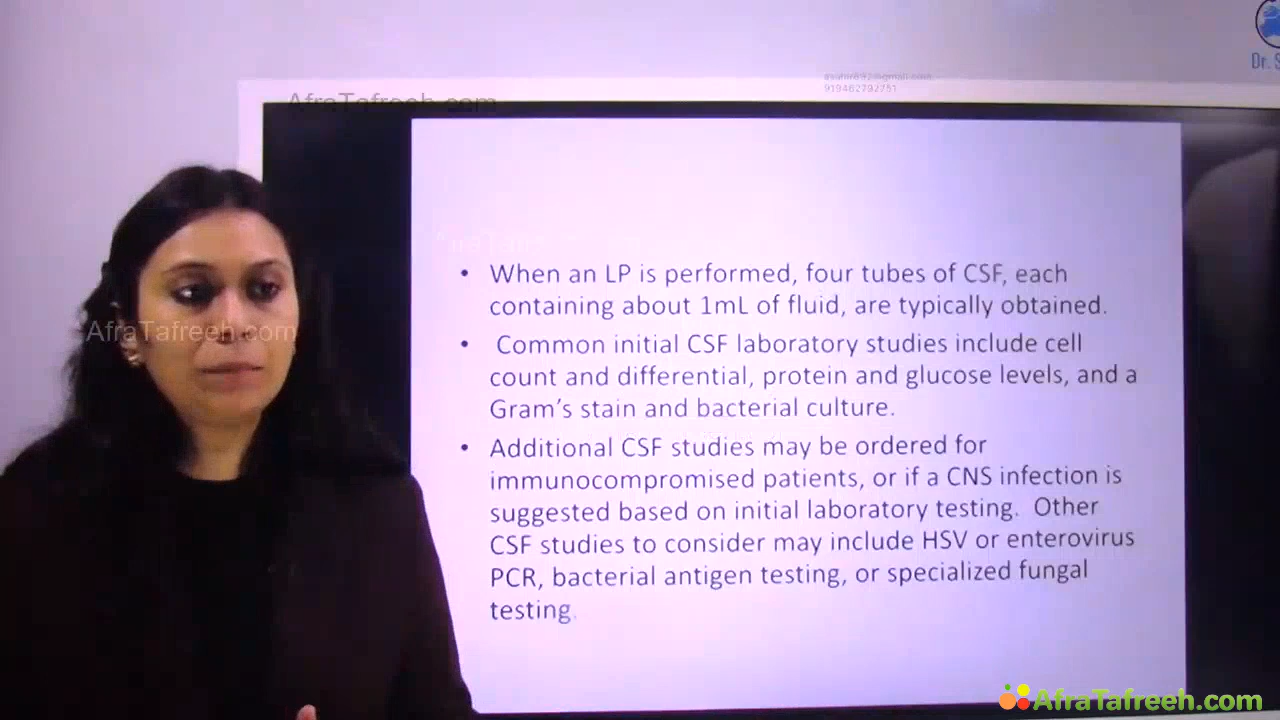 Dr. S
AfraTafreeh.com
919462792751
AfraTafreeh.com
• When an LP is performed, four tubes of CSF, each
containing about 1mL of fluid, are typically obtained.
• Common initial CSF laboratory studies include cell
count and differential, protein and glucose levels, and a
Gram's stain and bacterial culture.
• Additional CSF studies may be ordered for
immunocompromised patients, or if a CNS infection is
suggested based on initial laboratory testing. Other
CSF studies to consider may include HSV or enterovirus
PCR, bacterial antigen testing, or specialized fungal
testing.
AfraTafreeh.com
AfraTafreeh.com